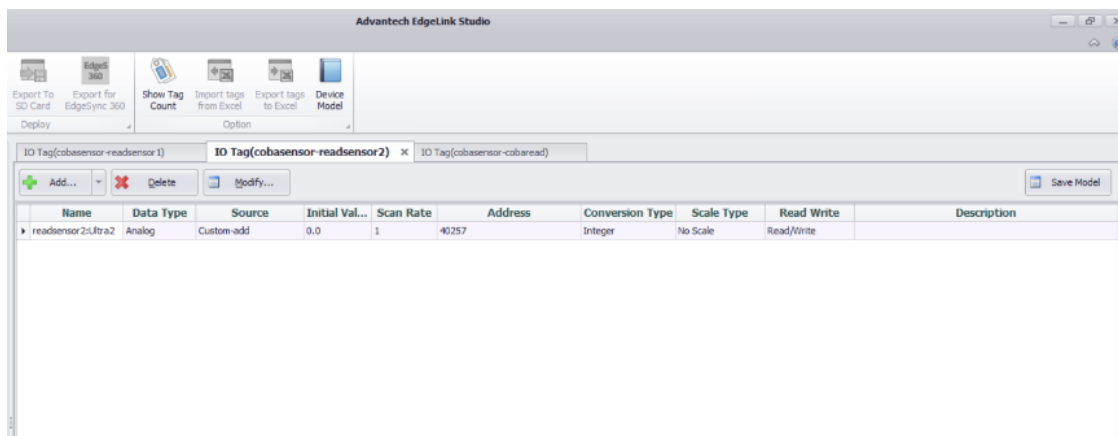 Advantech EdgeLink Studio
EdgeS
360
Export To
SD Card
Export for
EdgeSync 360
Show Tag
Count
Import tags
from Excel
Export tags
to Excel
Device
Model
Deploy
Option
IO Tag(cobasensor-readsensor1)
IO Tag(cobasensor-readsensor2)
IO Tag(cobasensor-cobaread)
Add...
Delete
Modify...
Save Model
Name Data Type Source Initial Val... Scan Rate Address Conversion Type Scale Type Read Write Description
readsensor2:Ultra2 Analog Custom-add 0.0 1 40257 Integer No Scale Read/Write